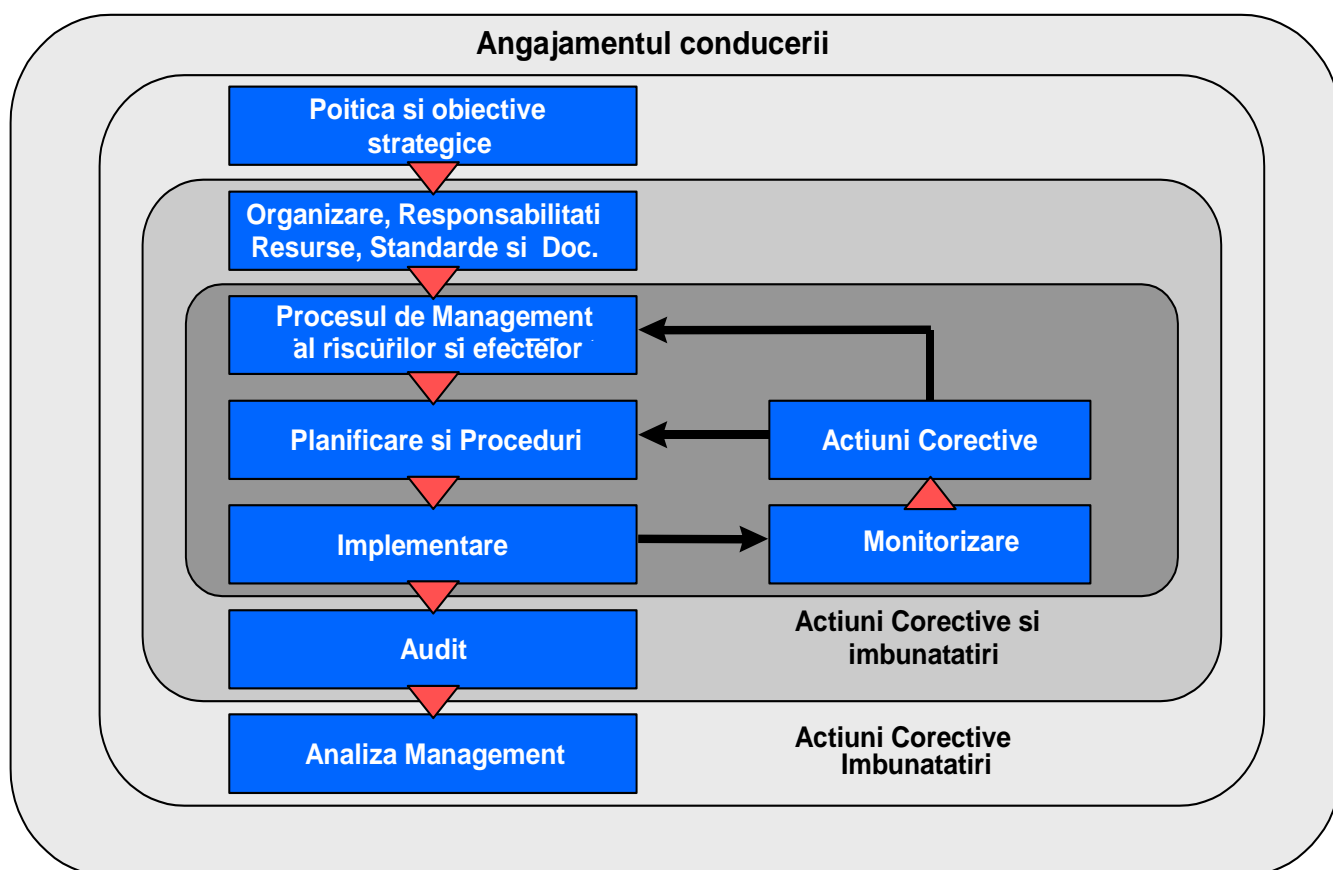 Angajamentul conducerii
Poitica si obiective
strategice
Organizare, Responsabilitati
Resurse, Standarde si Doc.
Procesul de Management
al riscurilor si efectelor
Planificare si Proceduri
Actiuni Corective
Implementare
Monitorizare
Actiuni Corective si
imbunatatiri
Audit
Analiza Management
Actiuni Corective
Imbunatatiri